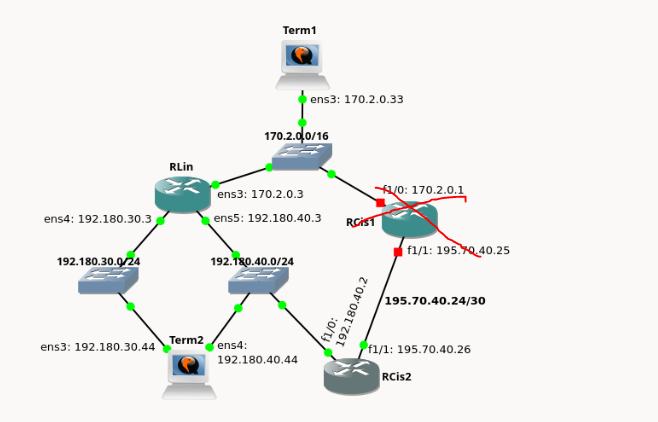 Term1
ens3: 170.2.0.33
170.2.0.0/16
RLin
f1/0: 170.2.0.1
ens3: 170.2.0.3
ens4: 192.180.30.3
ens5: 192.180.40.3
RCis1
f1/1: 195.70.40.25
192.180.30.0/24
192.180.40.0/24
f1/0:
192.180.40.2
195.70.40.24/30
Term2
ens3: 192.180.30.44
ens4:
192.180.40.44
f1/1: 195.70.40.26
RCis2